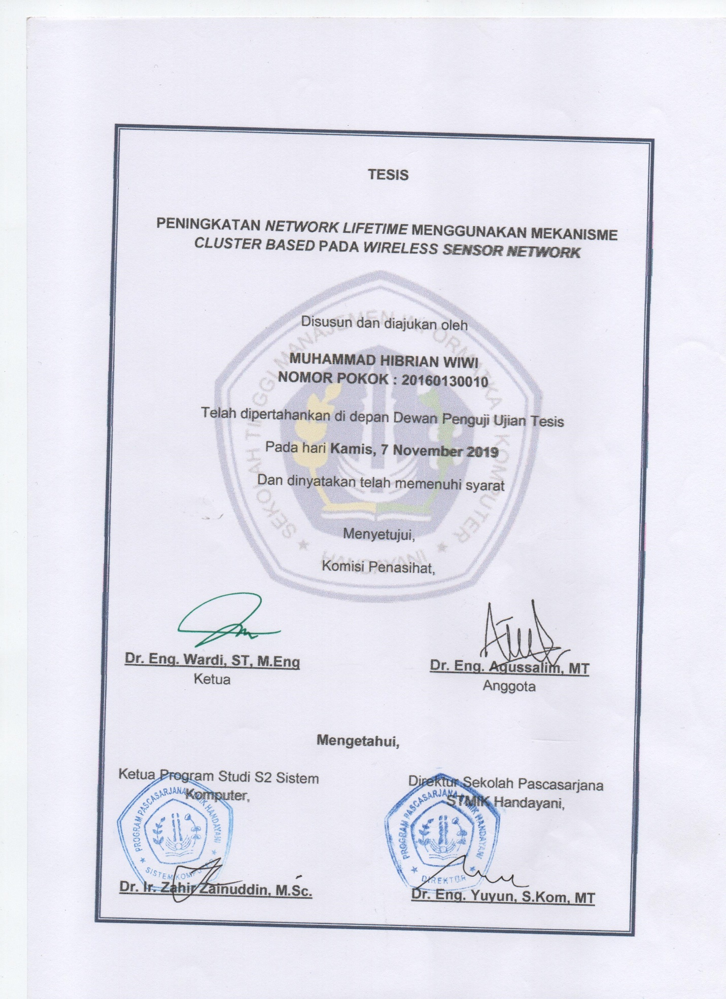 TESIS
PENINGKATAN NETWORK LIFETIME MENGGUNAKAN MEKANISME
CLUSTER BASED PADA WIRELESS SENSOR NETWORK
SEKOLAH TINGGI MANAJEMEN INFORMATIKA KOMPUTER
HANDAYANI
Disusun dan diajukan oleh
MUHAMMAD HIBRIAN WIWI
NOMOR POKOK : 20160130010
Telah dipertahankan di depan Dewan Penguji Ujian Tesis
Pada hari Kamis, 7 November 2019
Dan dinyatakan telah memenuhi syarat
Menyetujui,
Komisi Penasihat,
Dr. Eng. Wardi, ST, M.Eng
Ketua
Dr. Eng. Agussalim, MT
Anggota
Mengetahui,
Ketua Program Studi S2 Sistem
Komputer,
PROGRAM PASCASARJANA STMIK HANDAYANI
SISTEM KOMPUTER
Dr. Ir. Zahir Zainuddin, M.Sc.
Direktur Sekolah Pascasarjana
STMIK Handayani,
PROGRAM PASCASARJANA STMIK HANDAYANI
DIREKTUR
Dr. Eng. Yuyun, S.Kom, MT